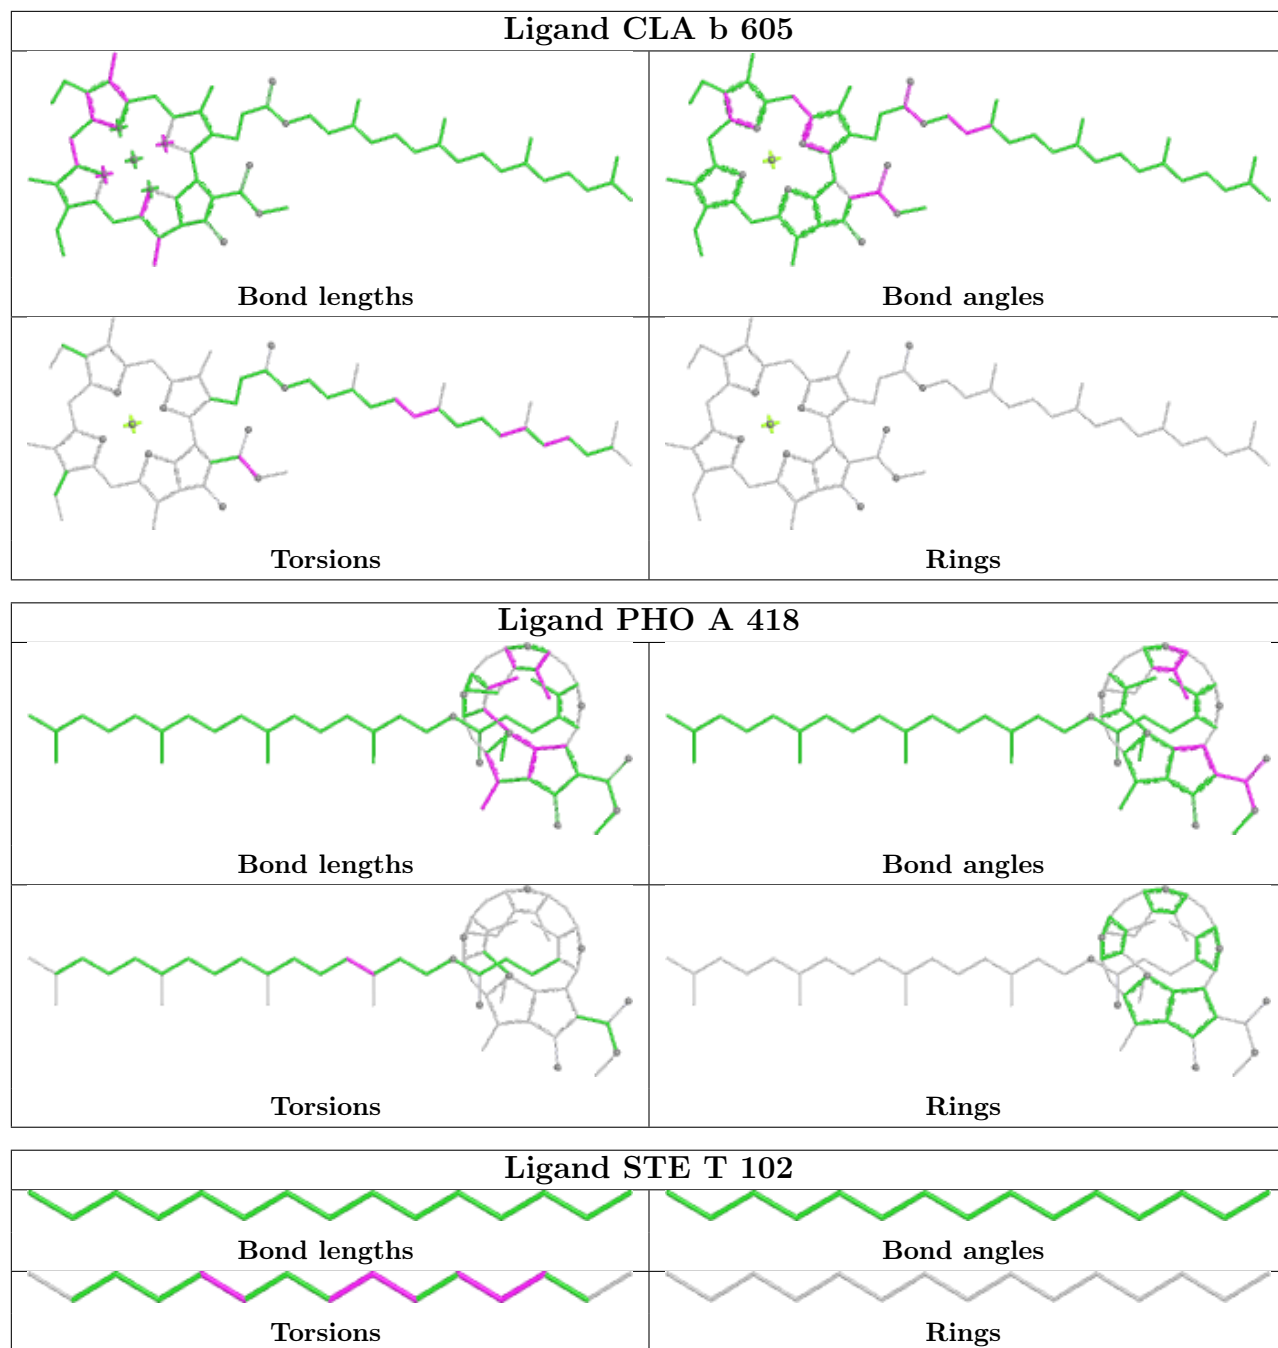 Ligand CLA b 605
Bond lengths
Bond angles
Torsions
Rings
Ligand PHO A 418
Bond lengths
Bond angles
Torsions
Rings
Ligand STE T 102
Bond lengths
Bond angles
Torsions
Rings